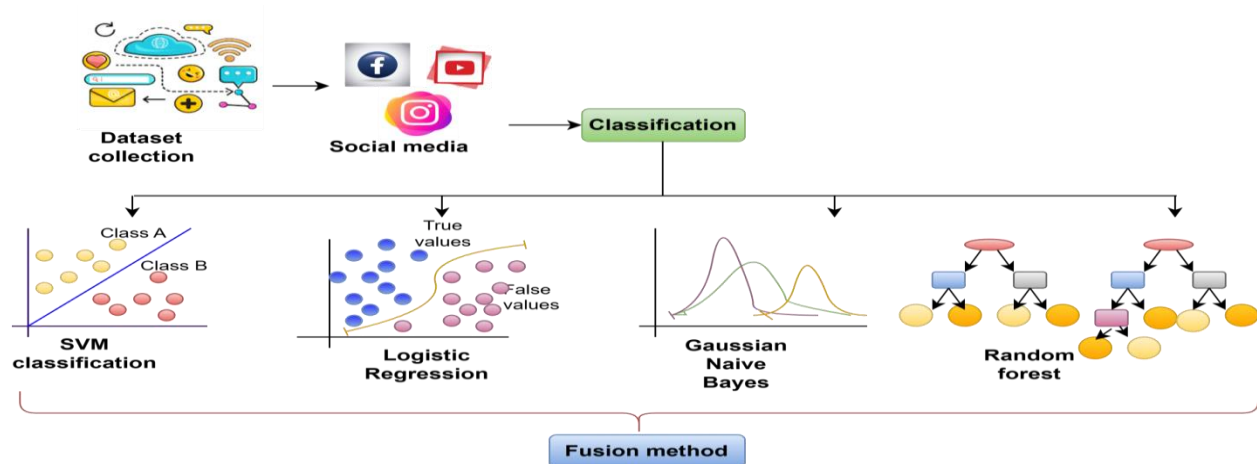 Dataset
collection
f
Social media
Classification
Class A
Class B
SVM
classification
True
values
False
values
Logistic
Regression
Gaussian
Naive
Bayes
Random
forest
Fusion method